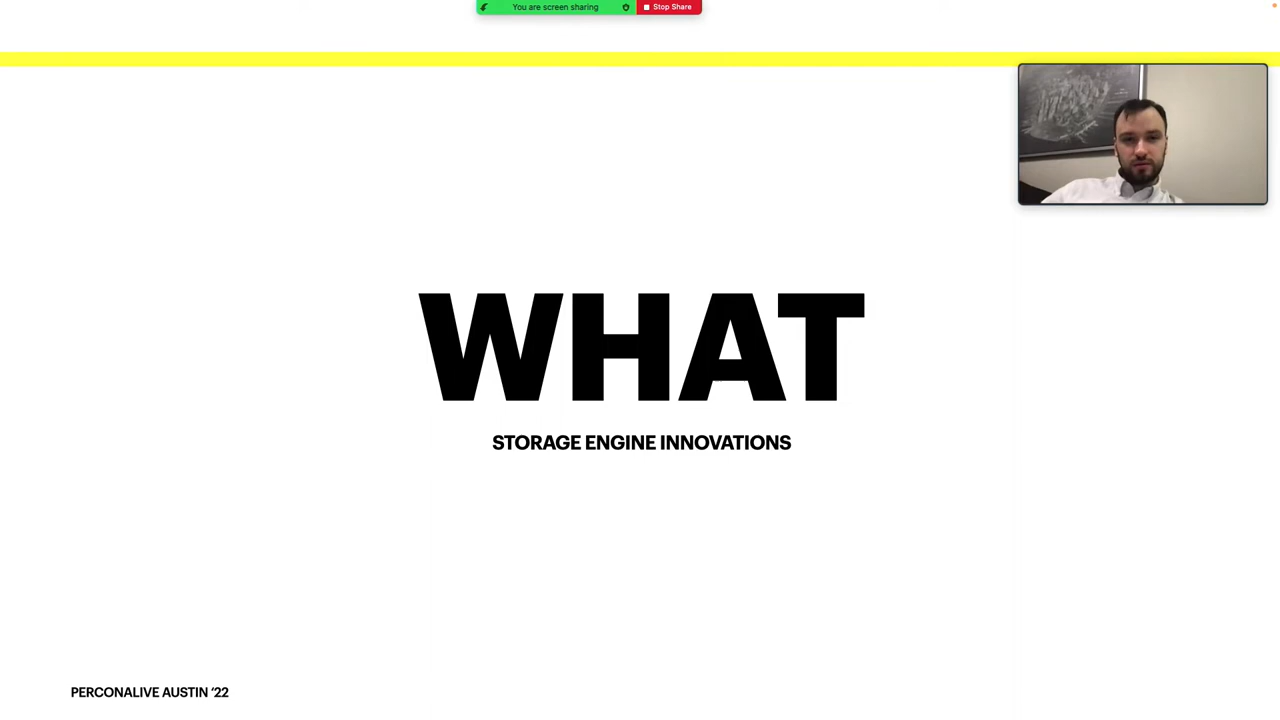 You are screen sharing
Stop Share
WHAT
STORAGE ENGINE INNOVATIONS
PERCONALIVE AUSTIN ‘22